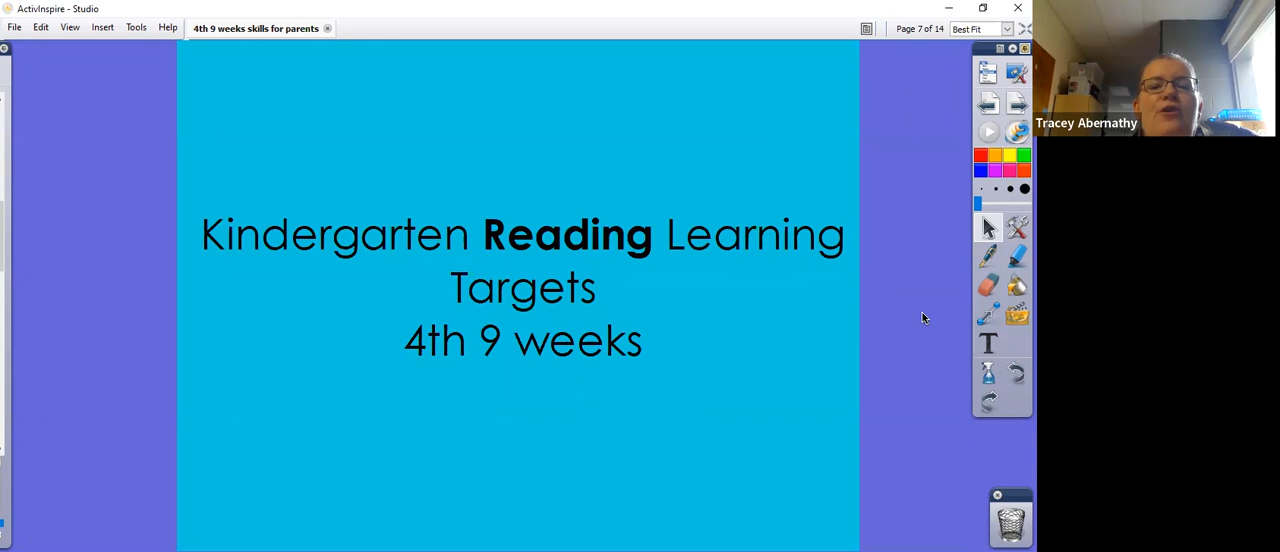 ActivInspire - Studio
File Edit View Insert Tools Help 4th 9 weeks skills for parents Page 7 of 14 Best Fit
Tracey Abernathy
Kindergarten Reading Learning
Targets
4th 9 weeks
T